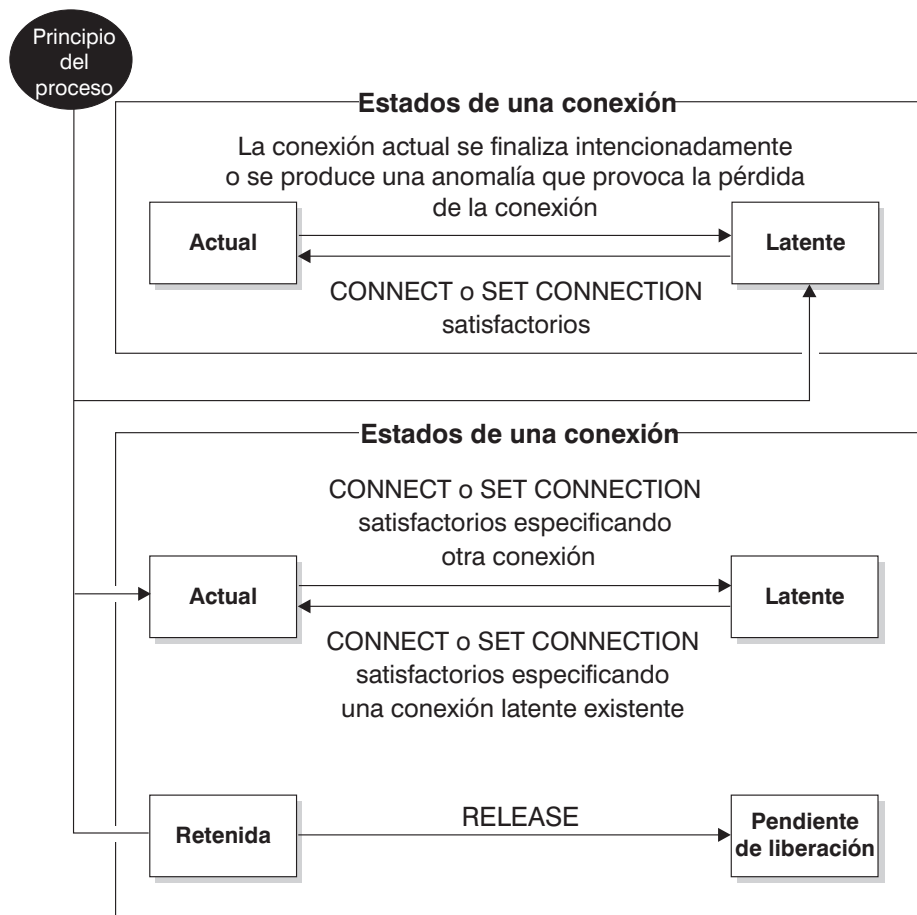 Principio
del
proceso
Estados de una conexión
La conexión actual se finaliza intencionadamente
o se produce una anomalía que provoca la pérdida
de la conexión
Actual
Latente
CONNECT o SET CONNECTION
satisfactorios
Estados de una conexión
CONNECT o SET CONNECTION
satisfactorios especificando
otra conexión
Actual
Latente
CONNECT o SET CONNECTION
satisfactorios especificando
una conexión latente existente
Retenida
RELEASE
Pendiente
de liberación